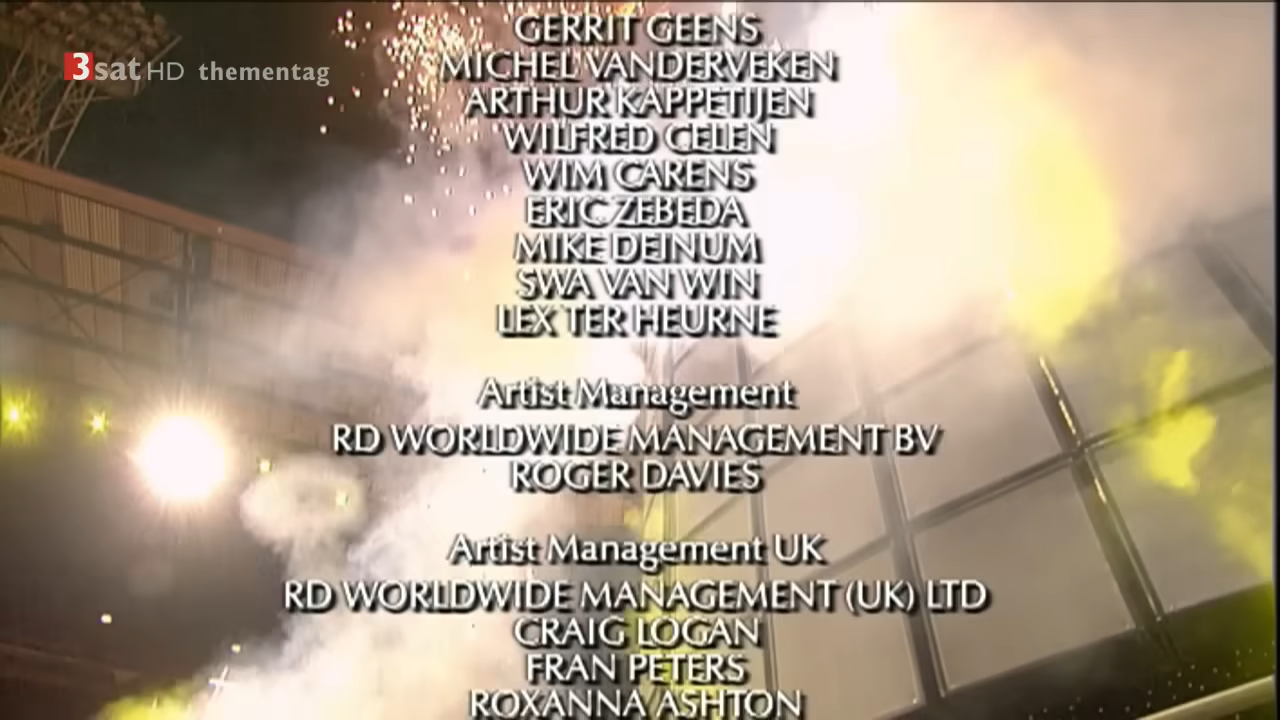 3sat HD thementag
GERRIT GEENS
MICHEL VANDERVEKEN
ARTHUR KAPPETIJEN
WILFRED CELEN
WIM CARENS
ERIC ZEBEDA
MIKE DEINUM
SWA VAN WIN
LEX TER HEURNE
Artist Management
RD WORLDWIDE MANAGEMENT BV
ROGER DAVIES
Artist Management UK
RD WORLDWIDE MANAGEMENT (UK) LTD
CRAIG LOGAN
FRAN PETERS
ROXANNA ASHTON